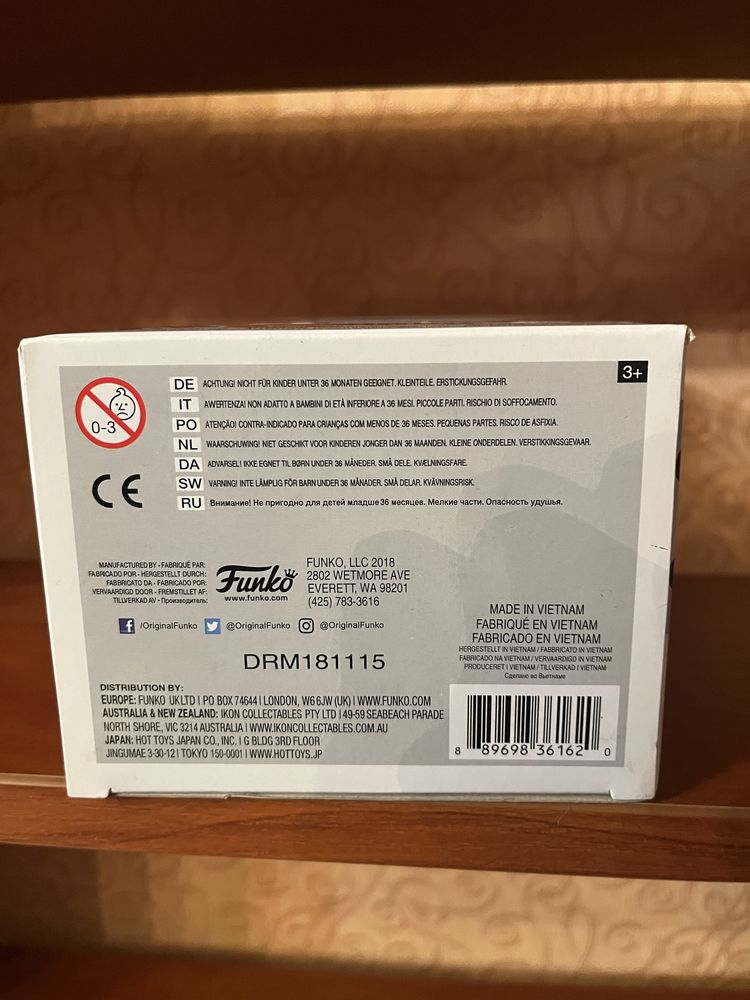 3+
0-3
DE ACHTUNG! NICHT FÜR KINDER UNTER 36 MONATEN GEEIGNET. KLEINTEILE. ERSTICKUNGSGEFAHR.
IT AWERTENZA! NON ADATTO A BAMBINI DI ETÀ INFERIORE A 36 MESI. PICCOLE PARTI. RISCHIO DI SOFFOCAMENTO.
PO ATENÇÃO! CONTRA-INDICADO PARA CRIANÇAS COM MENOS DE 36 MESES. PEQUENAS PARTES. RISCO DE ASFIXIA.
NL WAARSCHUWING! NIET GESCHIKT VOOR KINDEREN JONGER DAN 36 MAANDEN. KLEINE ONDERDELEN. VERSTIKKINGSGEVAAR.
DA ADVARSEL! IKKE EGNET TIL BØRN UNDER 36 MÅNEDER. SMÅ DELE. KVÆLNINGSFARE.
SW VARNING! INTE LÄMPLIG FÖR BARN UNDER 36 MÅNADER. SMÅ DELAR. KVÄVNINGSRISK.
RU Внимание! Не пригодно для детей младше 36 месяцев. Мелкие части. Опасность удушья.
CE
MANUFACTURED BY • FABRIQUÉ PAR:
FABRICADO POR • HERGESTELLT DURCH:
FABBRICATO DA • FABRICADO POR:
VERVAARDIGD DOOR • FREMSTILLET AF:
TILLVERKAD AV • Производитель:
Funko
www.funko.com
FUNKO, LLC 2018
2802 WETMORE AVE
EVERETT, WA 98201
(425) 783-3616
/OriginalFunko @OriginalFunko @OriginalFunko
DRM181115
MADE IN VIETNAM
FABRIQUÉ EN VIETNAM
FABRICADO EN VIETNAM
HERGESTELLT IN VIETNAM / FABBRICATO IN VIETNAM
FABRICADO NA VIETNAM / VERVAARDIGD IN VIETNAM
PRODUCERET I VIETNAM / TILLVERKAD I VIETNAM
Сделано во Вьетнаме
DISTRIBUTION BY:
EUROPE: FUNKO UK LTD | PO BOX 74644 | LONDON, W6 6JW (UK) | WWW.FUNKO.COM
AUSTRALIA & NEW ZEALAND: IKON COLLECTABLES PTY LTD | 49-59 SEABEACH PARADE
NORTH SHORE, VIC 3214 AUSTRALIA | WWW.IKONCOLLECTABLES.COM.AU
JAPAN: HOT TOYS JAPAN CO., INC. | G BLDG 3RD FLOOR
JINGUMAE 3-30-12 | TOKYO 150-0001 | WWW.HOTTOYS.JP
8 89698 36162 0